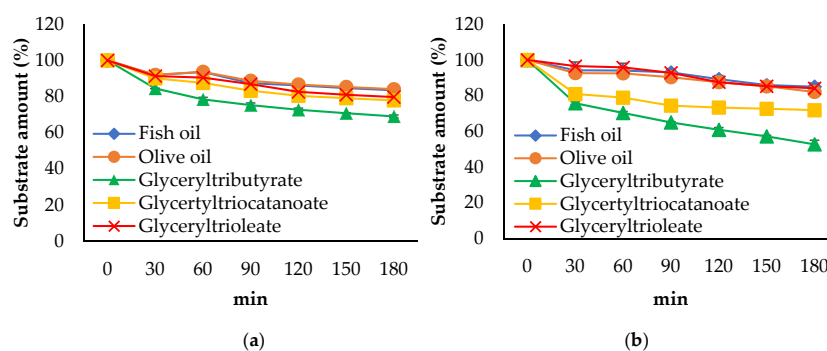 120
100
80
60
40
20
0
Substrate amount (%)
Fish oil
Olive oil
Glyceryltributyrate
Glycertyltriocatanoate
Glyceryltrioleate
0 30 60 90 120 150 180
min
(a)
120
100
80
60
40
20
0
Substrate amount (%)
Fish oil
Olive oil
Glyceryltributyrate
Glycertyltriocatanoate
Glyceryltrioleate
0 30 60 90 120 150 180
min
(b)